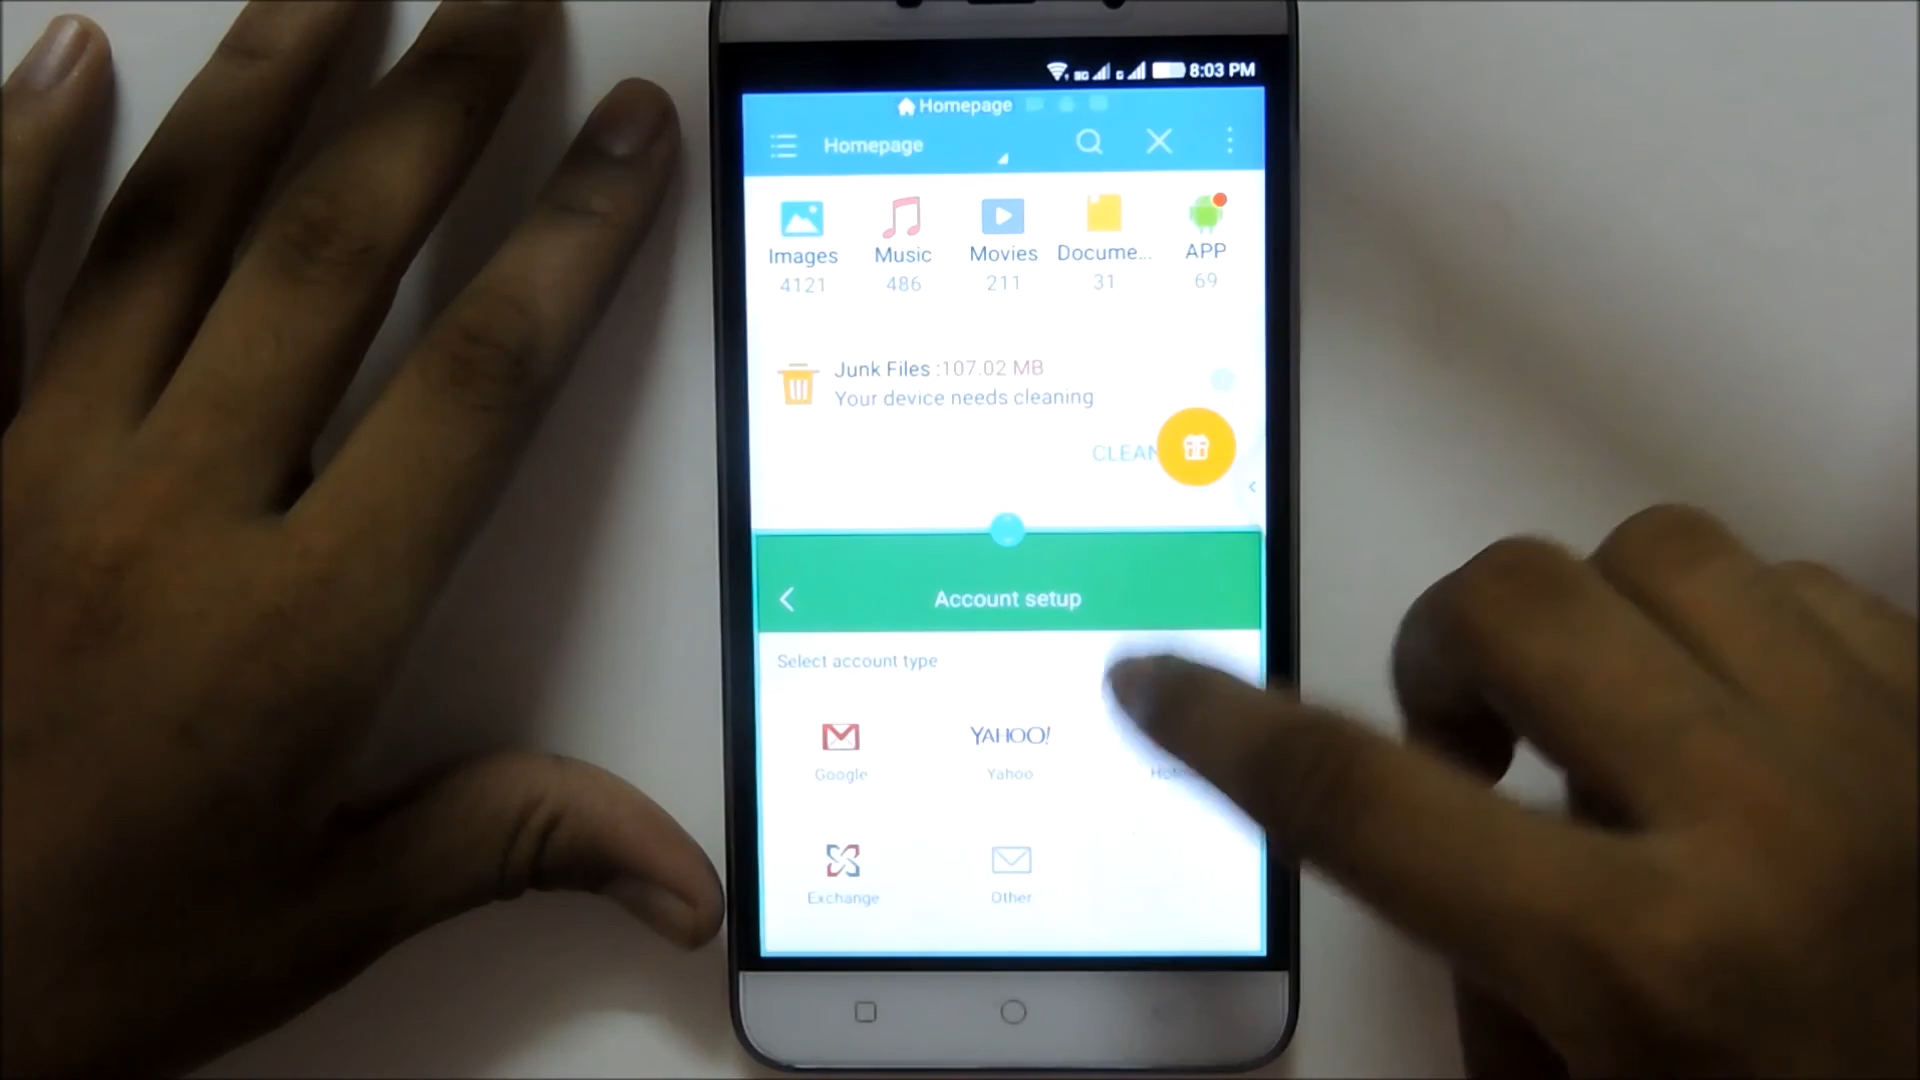 8:03 PM
Homepage
Homepage
Images Music Movies Docume... APP
4121 486 211 31 69
Junk Files :107.02 MB
Your device needs cleaning
CLEAN
Account setup
Select account type
YAHOO!
Google Yahoo
Exchange Other